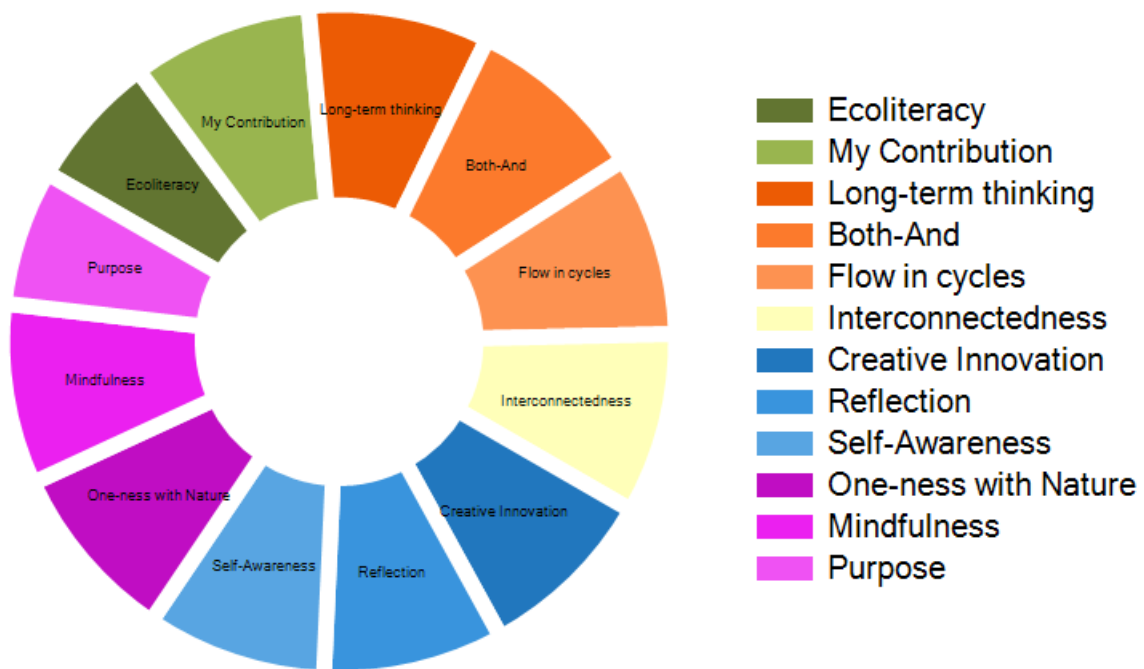 Long-term thinking
My Contribution
Both-And
Ecoliteracy
Purpose
Flow in cycles
Mindfulness
Interconnectedness
One-ness with Nature
Creative Innovation
Self-Awareness
Reflection
Ecoliteracy
My Contribution
Long-term thinking
Both-And
Flow in cycles
Interconnectedness
Creative Innovation
Reflection
Self-Awareness
One-ness with Nature
Mindfulness
Purpose